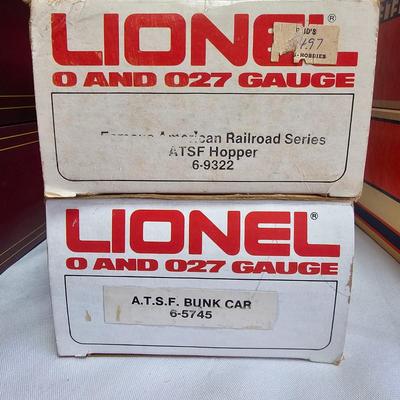 LIONEL®
O AND O27 GAUGE
Famous American Railroad Series
ATSF Hopper
6-9322
LIONEL®
O AND O27 GAUGE
A.T.S.F. BUNK CAR
6-5745